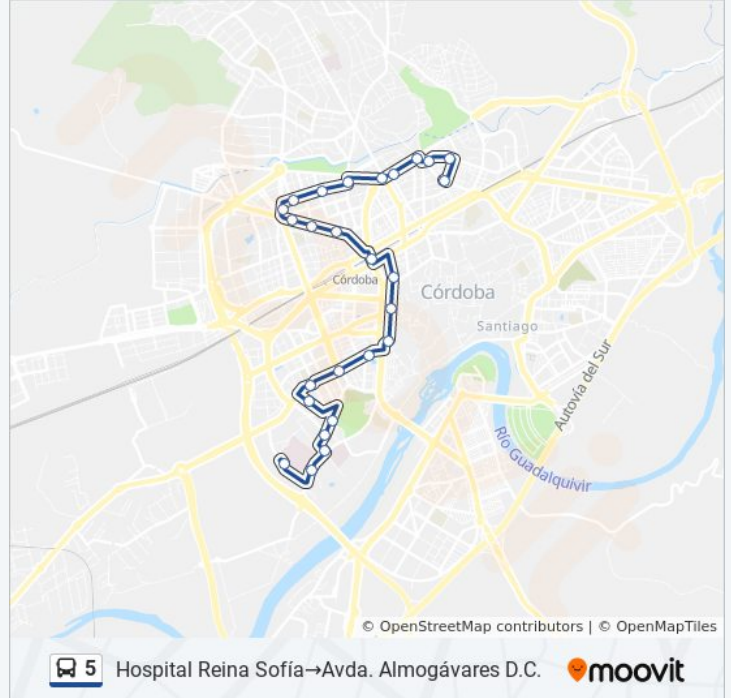 Córdoba
Córdoba
Santiago
Autovía del Sur
Río Guadalquivir
© OpenStreetMap contributors | © OpenMapTiles
5 Hospital Reina Sofía→Avda. Almogávares D.C. moovit